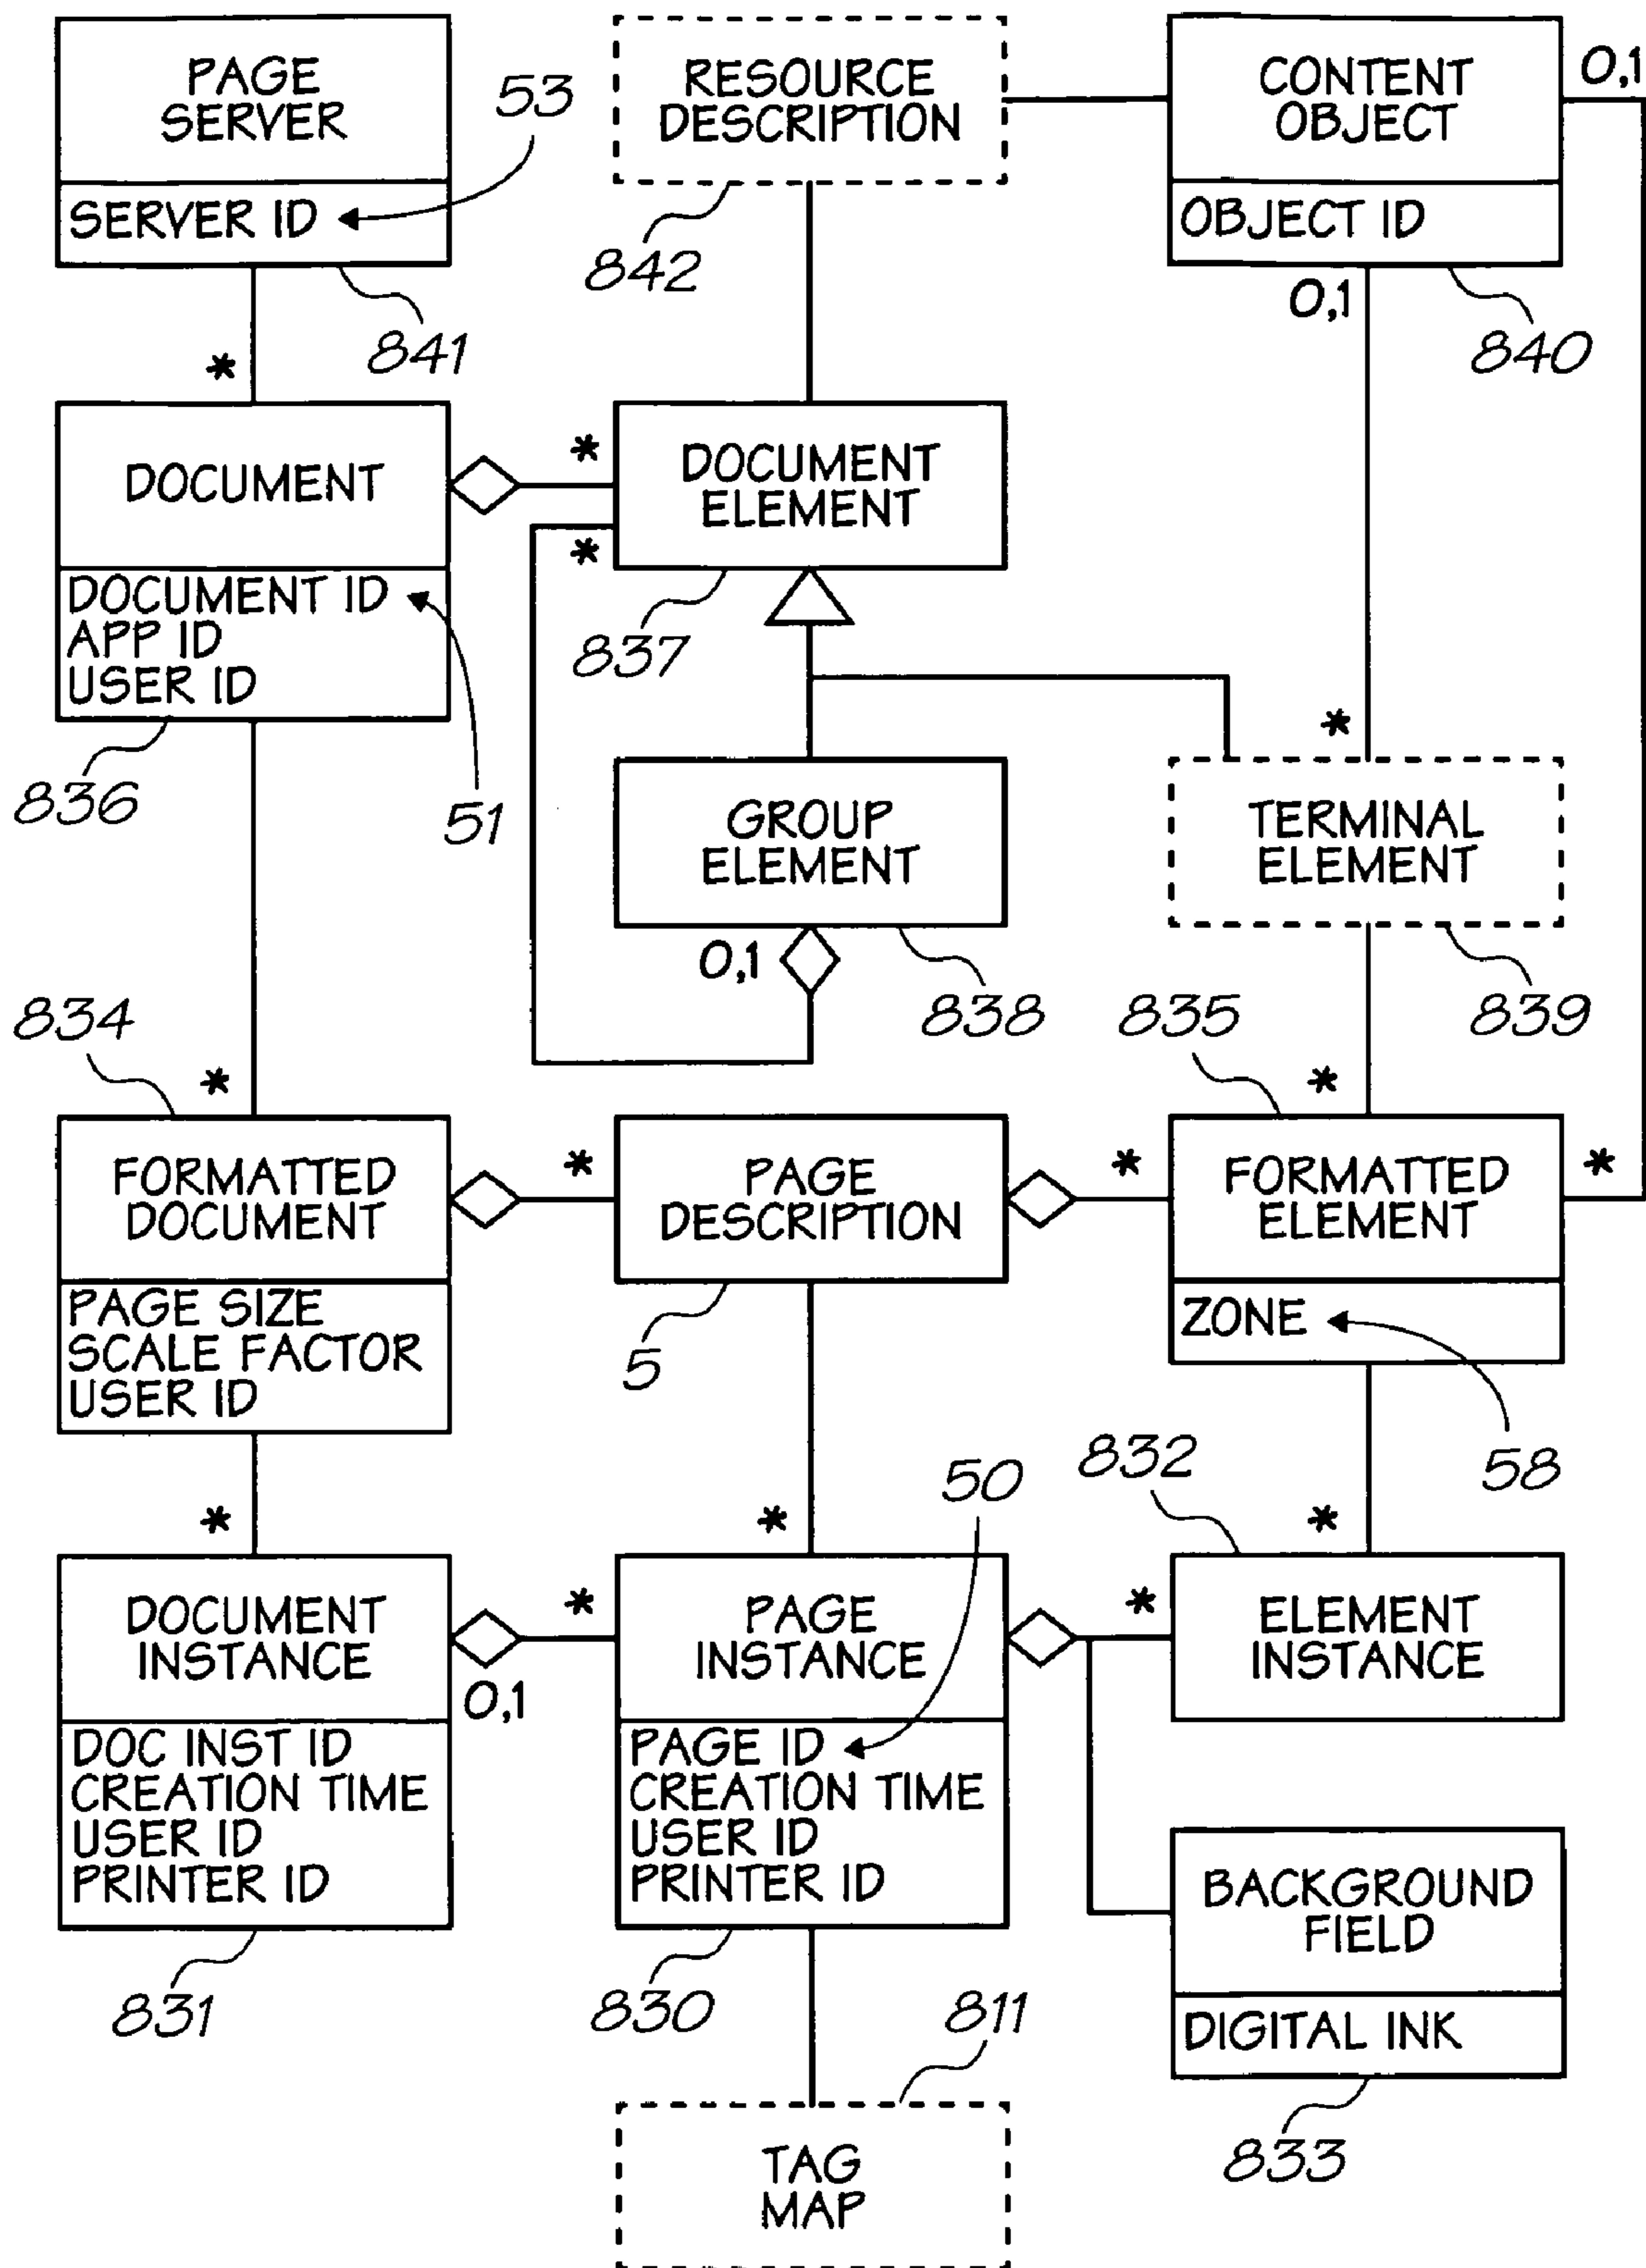 PAGE
SERVER
SERVER ID
53
841
*
RESOURCE
DESCRIPTION
842
CONTENT
OBJECT
OBJECT ID
0,1
0,1
840
DOCUMENT
DOCUMENT ID
APP ID
USER ID
836
51
*
*
DOCUMENT
ELEMENT
837
GROUP
ELEMENT
0,1
838
*
TERMINAL
ELEMENT
839
834
*
FORMATTED
DOCUMENT
PAGE SIZE
SCALE FACTOR
USER ID
*
PAGE
DESCRIPTION
5
*
835
*
FORMATTED
ELEMENT
ZONE
*
58
*
DOCUMENT
INSTANCE
DOC INST ID
CREATION TIME
USER ID
PRINTER ID
831
0,1
*
*
50
PAGE
INSTANCE
PAGE ID
CREATION TIME
USER ID
PRINTER ID
830
*
832
*
ELEMENT
INSTANCE
BACKGROUND
FIELD
DIGITAL INK
833
811
TAG
MAP